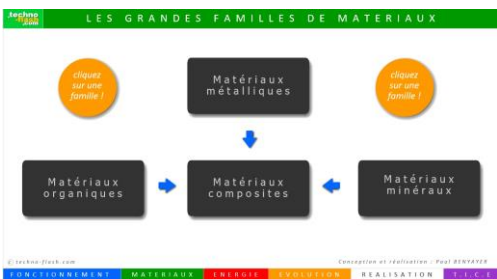 techno
-flash
.com
LES GRANDES FAMILLES DE MATERIAUX
cliquez
sur une
famille !
Matériaux
métalliques
cliquez
sur une
famille !
Matériaux
organiques
Matériaux
composites
Matériaux
minéraux
© techno-flash.com
Conception et réalisation : Paul BENYAYER
FONCTIONNEMENT MATERIAUX ENERGIE EVOLUTION REALISATION T.I.C.E